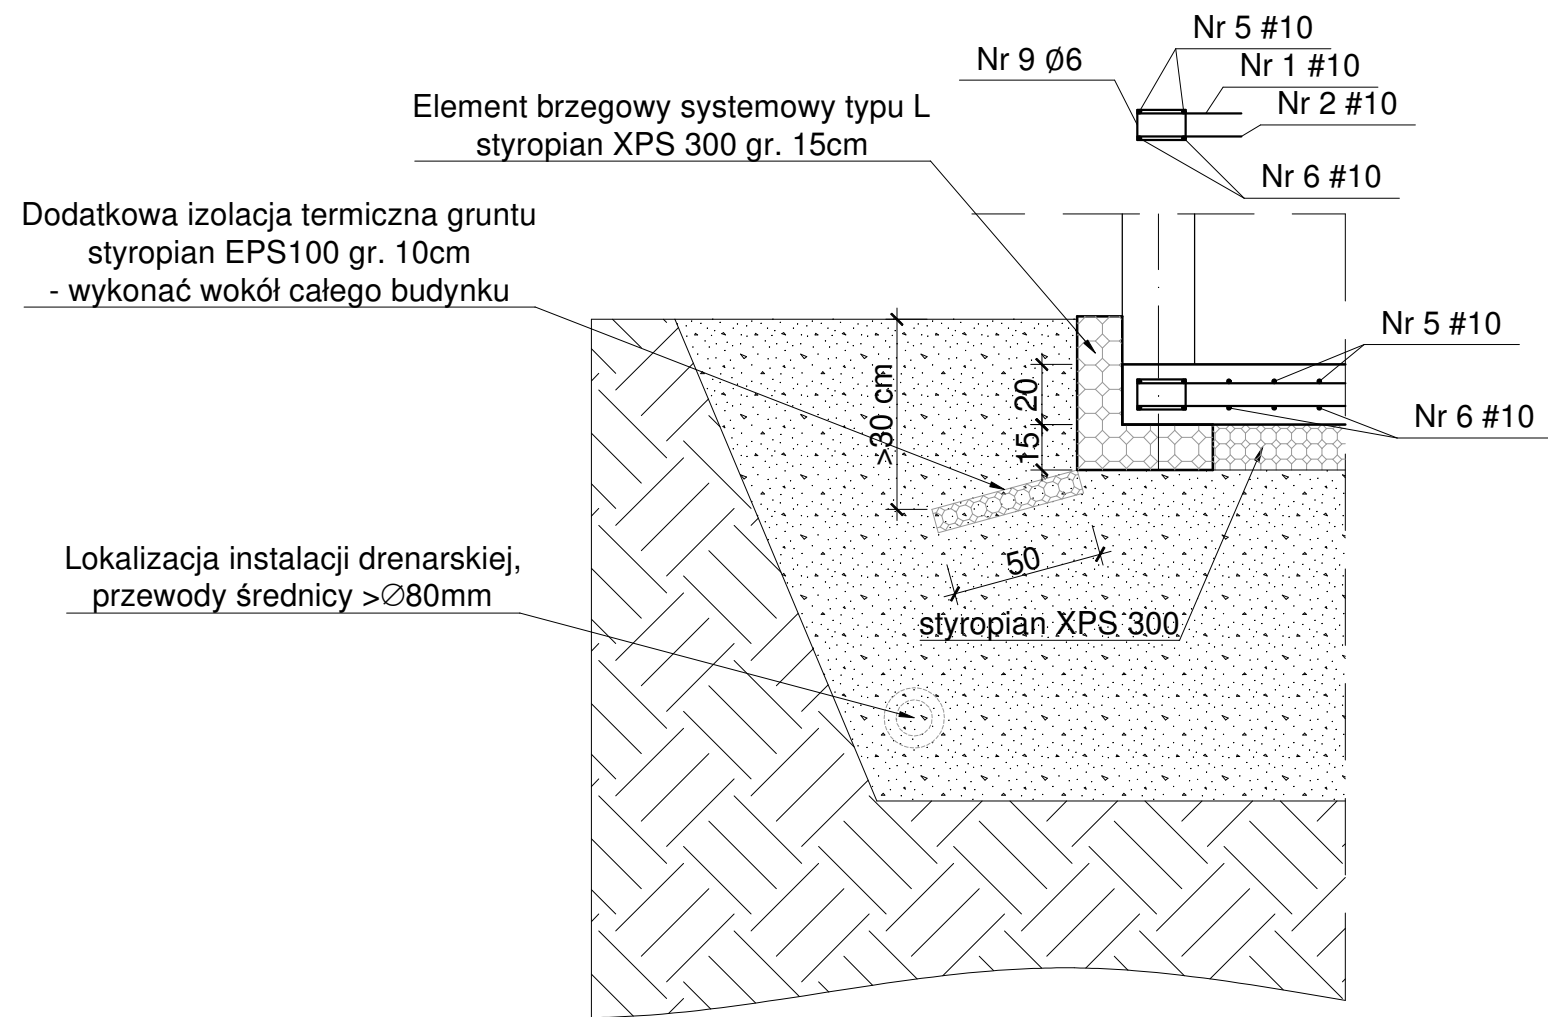 Nr 5 #10
Nr 9 Ø6
Nr 1 #10
Nr 2 #10
Nr 6 #10
Element brzegowy systemowy typu L
styropian XPS 300 gr. 15cm
Dodatkowa izolacja termiczna gruntu
styropian EPS100 gr. 10cm
- wykonać wokół całego budynku
Nr 5 #10
Nr 6 #10
>30 cm
20
15
50
styropian XPS 300
Lokalizacja instalacji drenarskiej,
przewody średnicy >∅80mm